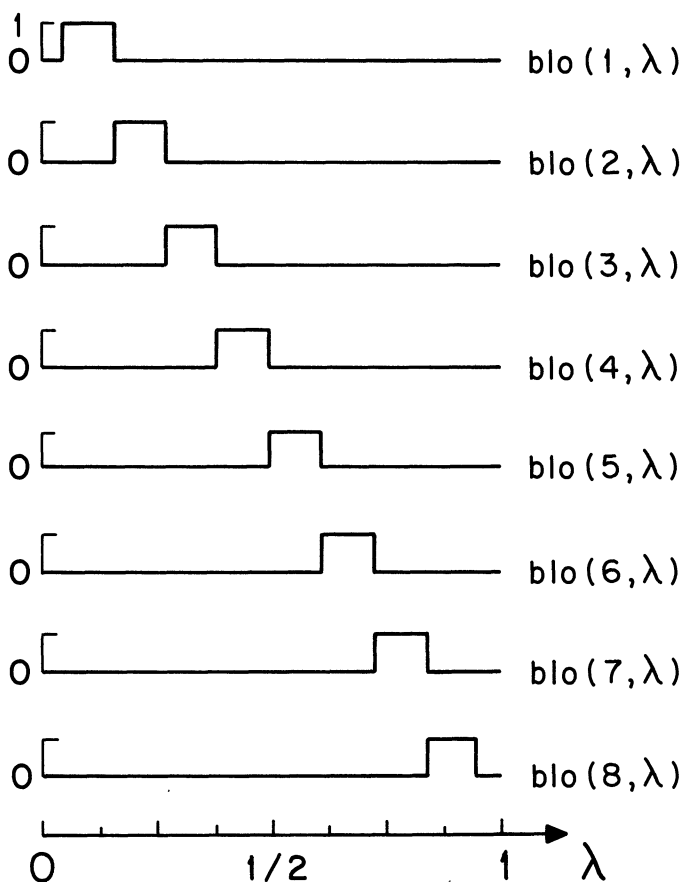 1
0 blo(1,λ)
0 blo(2,λ)
0 blo(3,λ)
0 blo(4,λ)
0 blo(5,λ)
0 blo(6,λ)
0 blo(7,λ)
0 blo(8,λ)
0 1/2 1 λ